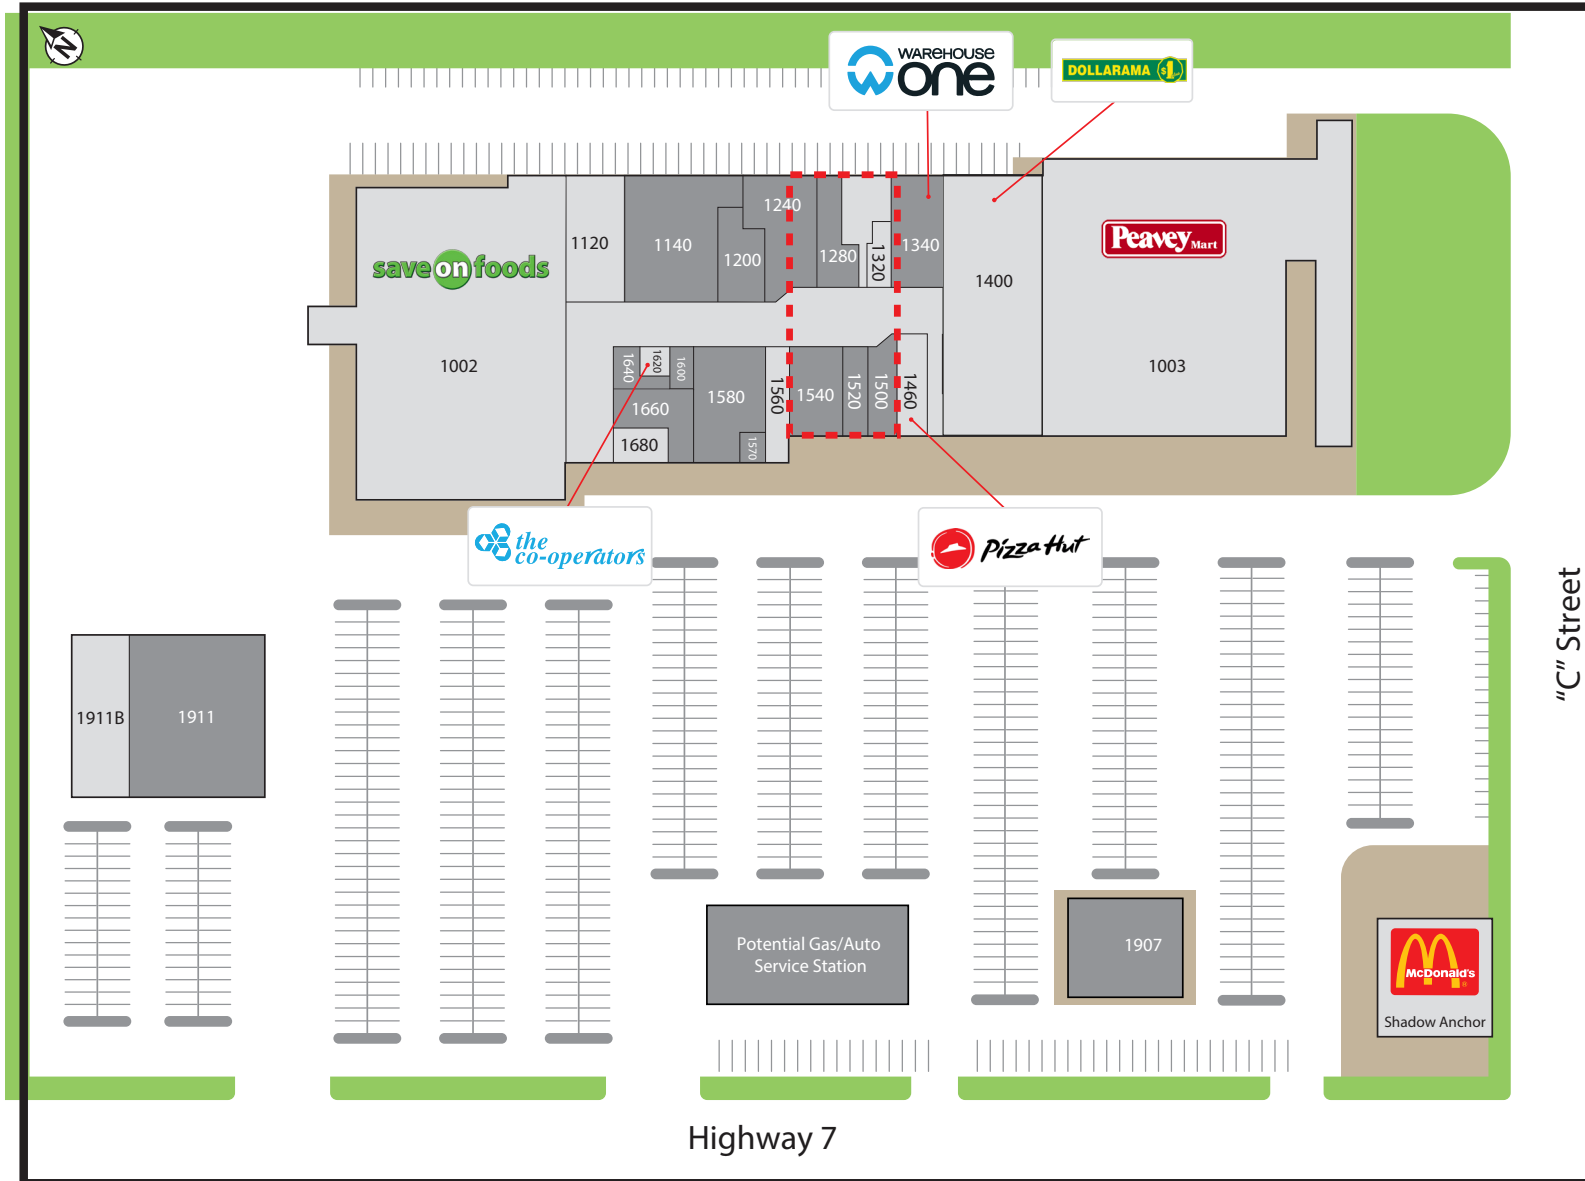 N
WAREHOUSE
one
DOLLARAMA $1
1240
1120
1140
1200
1280
1320
1340
1400
Peavey Mart
save on foods
1002
1003
1640
1620
1600
1580
1560
1540
1520
1500
1460
1660
1680
1570
the
co-operators
Pizza Hut
"C" Street
1911B
1911
Potential Gas/Auto
Service Station
1907
McDonald's
Shadow Anchor
Highway 7